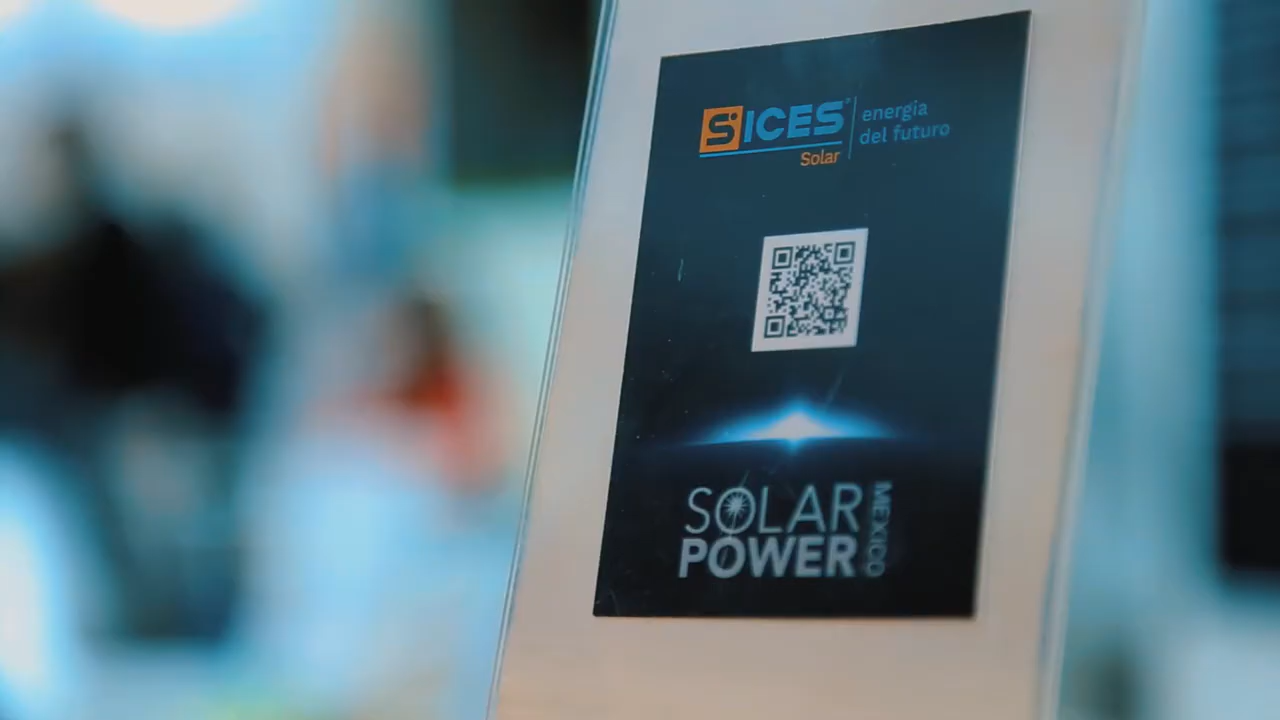 SICES
Solar
energia
del futuro
SOLAR
POWER
MEXICO